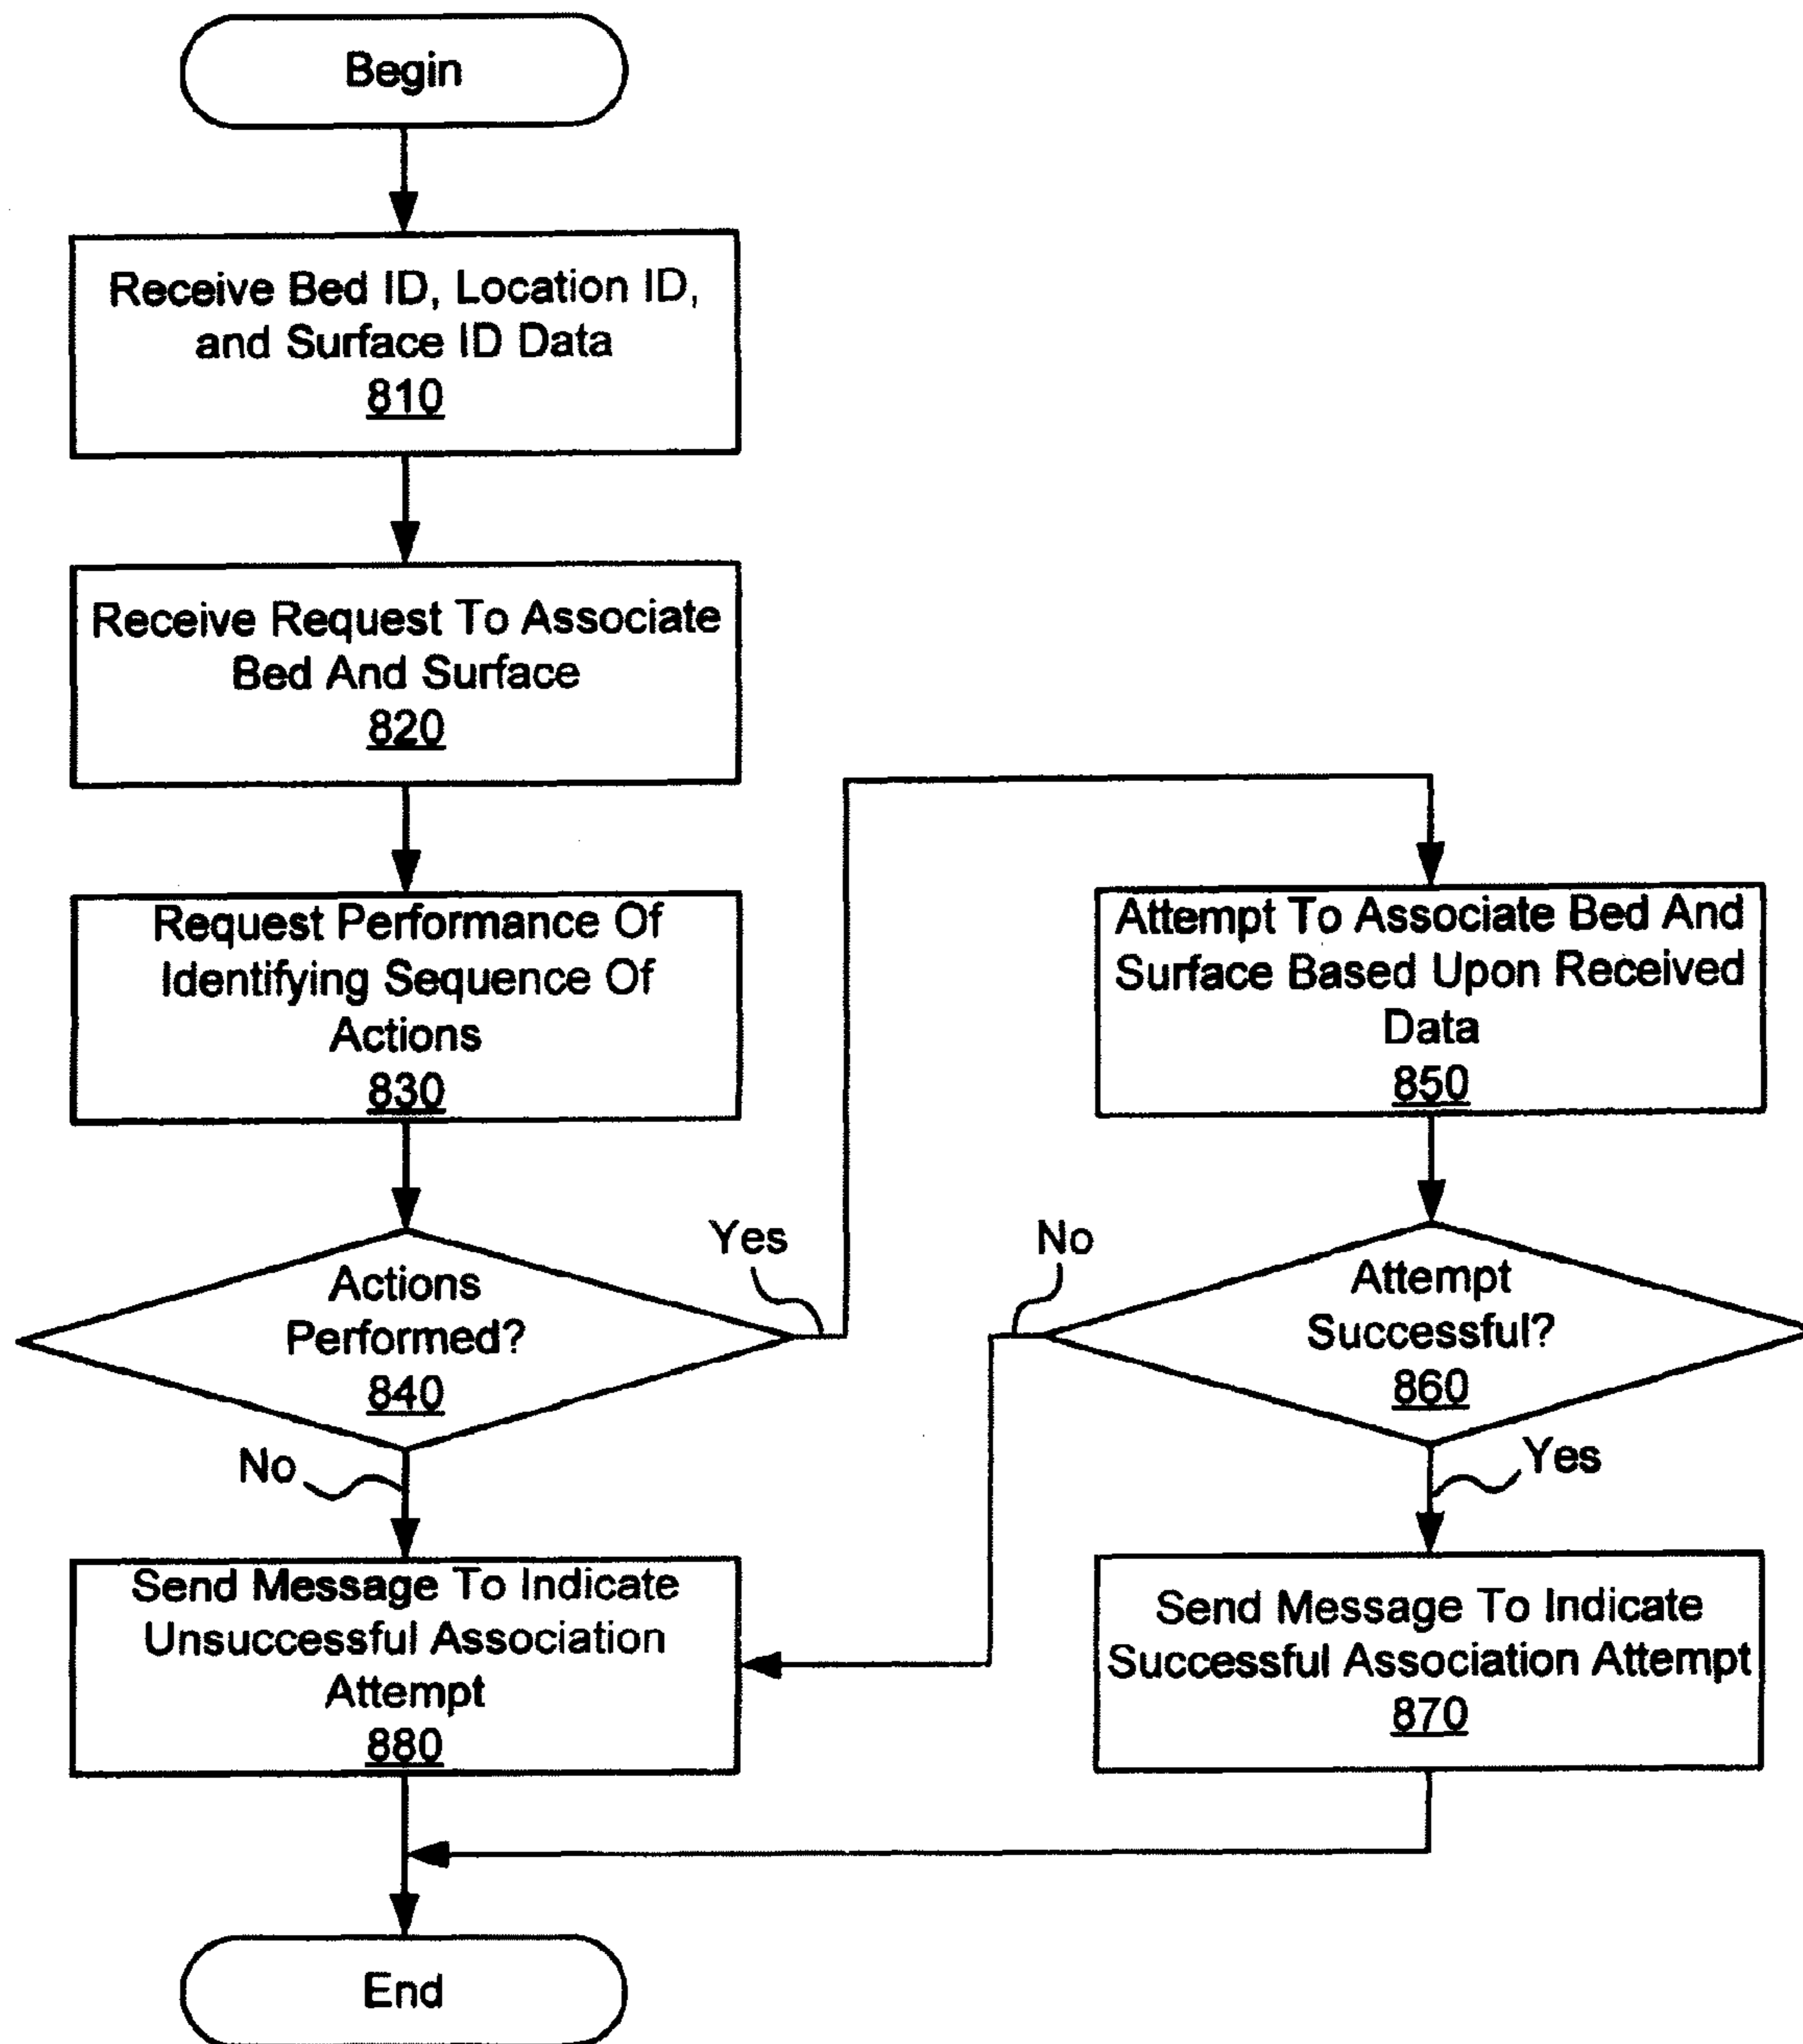 Begin
Receive Bed ID, Location ID,
and Surface ID Data
810
Receive Request To Associate
Bed And Surface
820
Request Performance Of
Identifying Sequence Of
Actions
830
Actions
Performed?
840
Yes
No
Attempt To Associate Bed And
Surface Based Upon Received
Data
850
Attempt
Successful?
860
No
Yes
Send Message To Indicate
Unsuccessful Association
Attempt
880
Send Message To Indicate
Successful Association Attempt
870
End